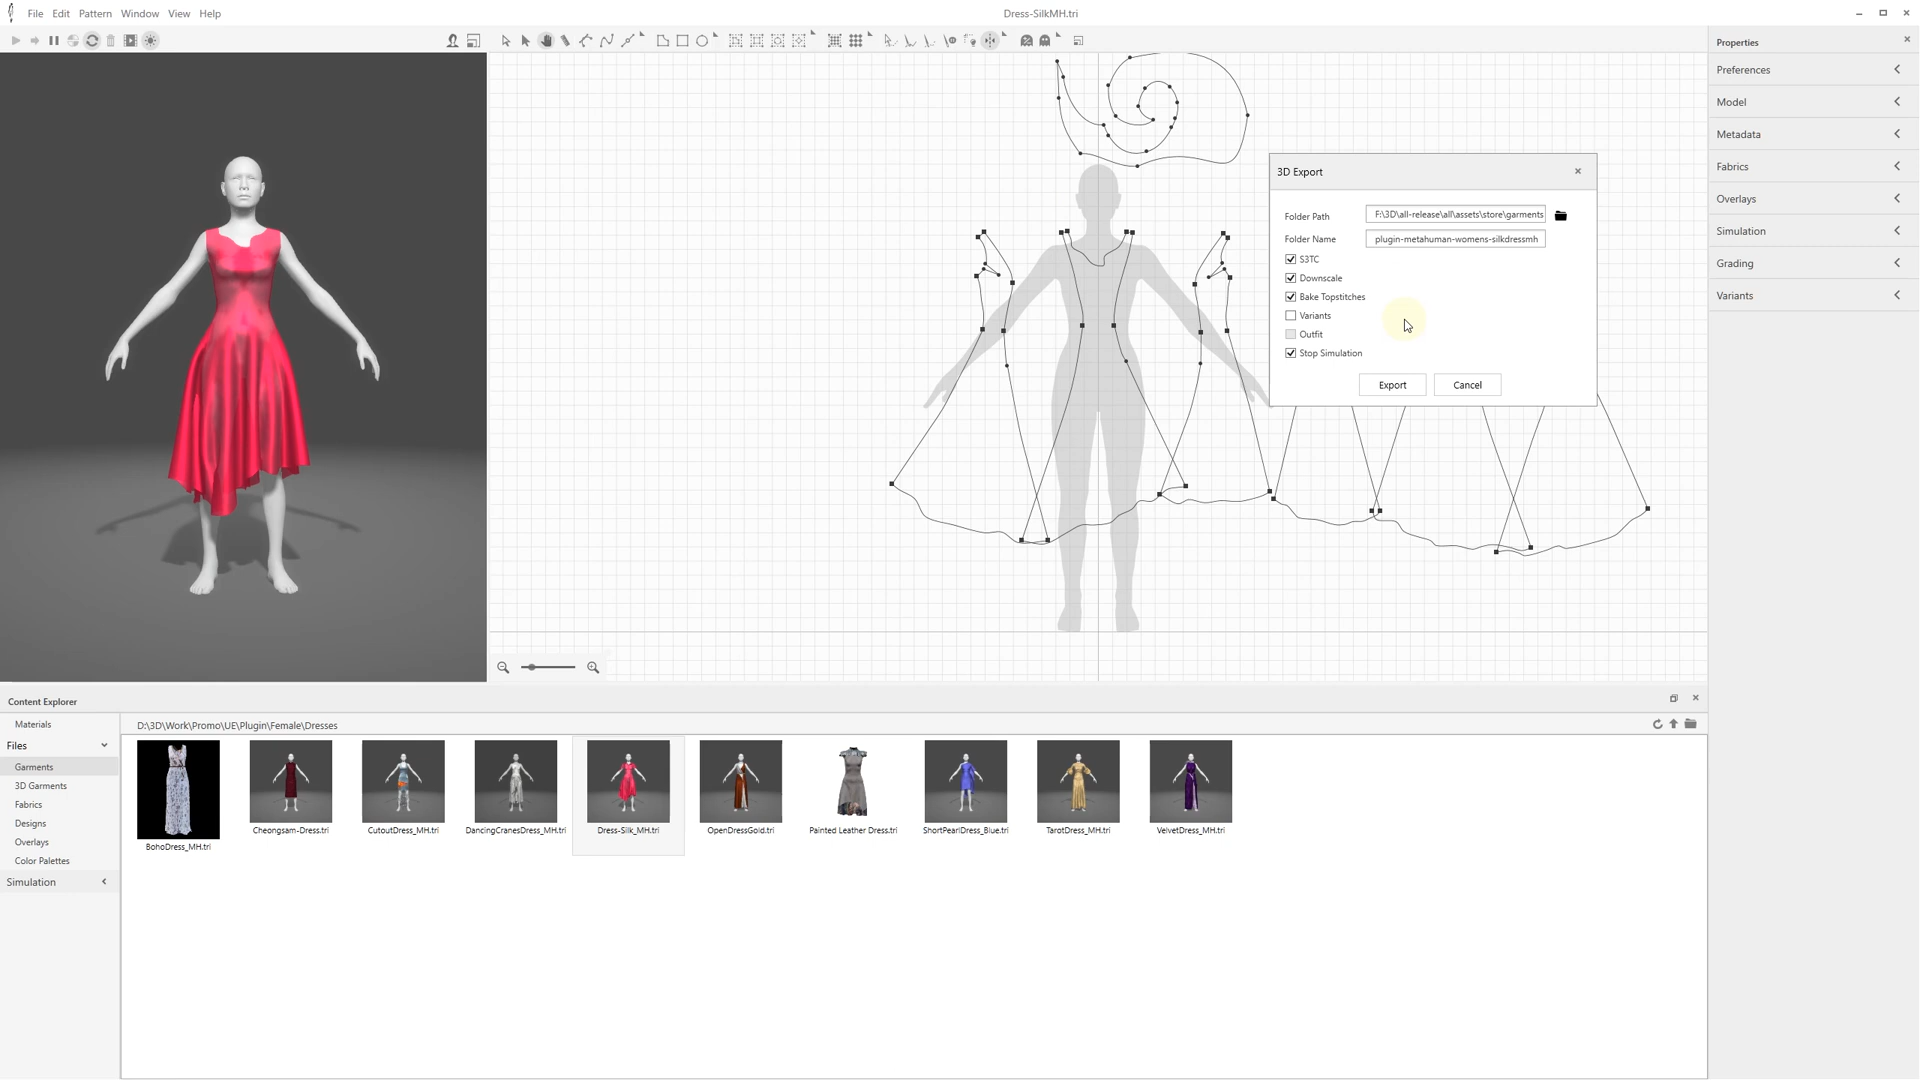 File Edit Pattern Window View Help
Dress-SilkMH.tri
Properties
Preferences
Model
Metadata
Fabrics
Overlays
Simulation
Grading
Variants
3D Export
Folder Path F:\3D\all-release\all\assets\store\garments
Folder Name plugin-metahuman-womens-silkdressmh
S3TC
Downscale
Bake Topstitches
Variants
Outfit
Stop Simulation
Export Cancel
Content Explorer
Materials
Files
Garments
3D Garments
Fabrics
Designs
Overlays
Color Palettes
Simulation
D:\3D\Work\Promo\UE\Plugin\Female\Dresses
BohoDress_MH.tri
Cheongsam-Dress.tri
CutoutDress_MH.tri
DancingCranesDress_MH.tri
Dress-Silk_MH.tri
OpenDressGold.tri
Painted Leather Dress.tri
ShortPearlDress_Blue.tri
TarotDress_MH.tri
VelvetDress_MH.tri